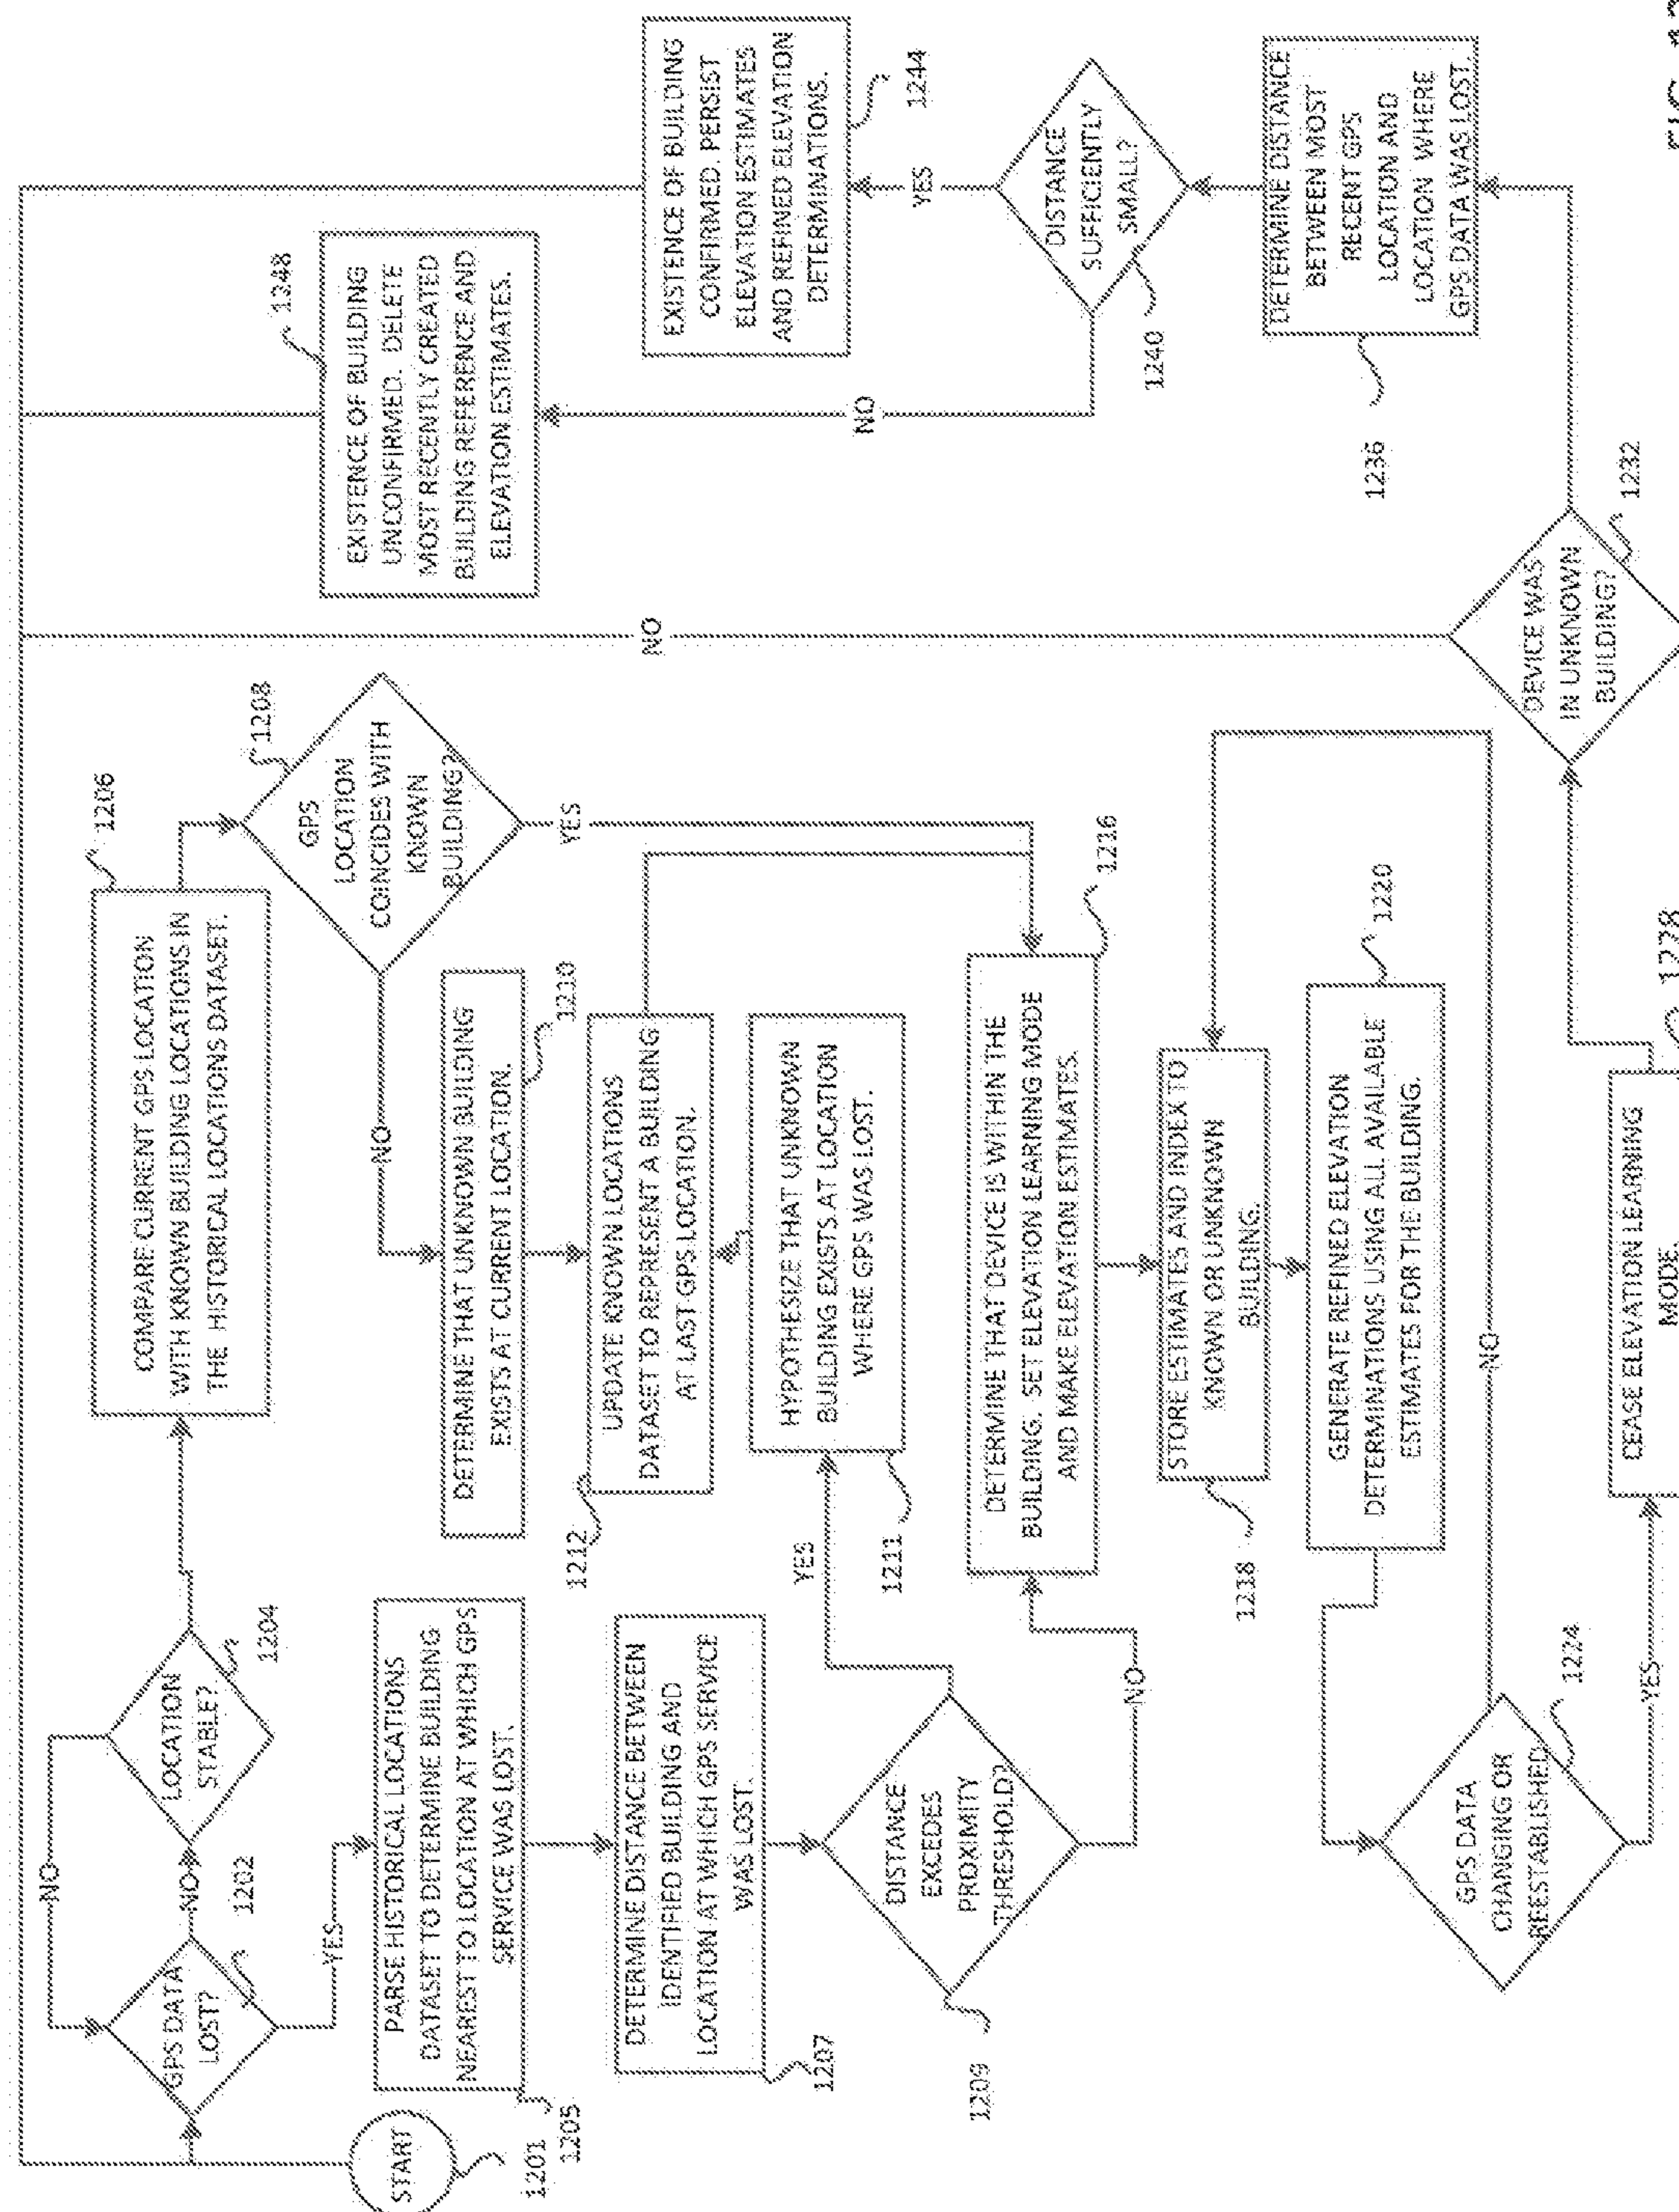 START
1201
GPS DATA
LOST?
1202
NO
YES
LOCATION
STABLE?
1204
NO
COMPARE CURRENT GPS LOCATION
WITH KNOWN BUILDING LOCATIONS IN
THE HISTORICAL LOCATIONS DATASET.
1206
GPS
LOCATION
COINCIDES WITH
KNOWN
BUILDING?
1208
NO
YES
PARSE HISTORICAL LOCATIONS
DATASET TO DETERMINE BUILDING
NEAREST TO LOCATION AT WHICH GPS
SERVICE WAS LOST.
1205
DETERMINE DISTANCE BETWEEN
IDENTIFIED BUILDING AND
LOCATION AT WHICH GPS SERVICE
WAS LOST.
1207
DISTANCE
EXCEDES
PROXIMITY
THRESHOLD?
1209
YES
NO
DETERMINE THAT UNKNOWN BUILDING
EXISTS AT CURRENT LOCATION.
1210
UPDATE KNOWN LOCATIONS
DATASET TO REPRESENT A BUILDING
AT LAST GPS LOCATION.
1212
HYPOTHESIZE THAT UNKNOWN
BUILDING EXISTS AT LOCATION
WHERE GPS WAS LOST.
1211
DETERMINE THAT DEVICE IS WITHIN THE
BUILDING. SET ELEVATION LEARNING MODE
AND MAKE ELEVATION ESTIMATES.
1216
STORE ESTIMATES AND INDEX TO
KNOWN OR UNKNOWN
BUILDING.
1218
GENERATE REFINED ELEVATION
DETERMINATIONS USING ALL AVAILABLE
ESTIMATES FOR THE BUILDING.
1220
GPS DATA
CHANGING OR
REESTABLISHED
1224
NO
YES
CEASE ELEVATION LEARNING
MODE.
1228
DEVICE WAS
IN UNKNOWN
BUILDING?
1232
NO
DETERMINE DISTANCE
BETWEEN MOST
RECENT GPS
LOCATION AND
LOCATION WHERE
GPS DATA WAS LOST.
1236
DISTANCE
SUFFICIENTLY
SMALL?
1240
YES
NO
EXISTENCE OF BUILDING
CONFIRMED. PERSIST
ELEVATION ESTIMATES
AND REFINED ELEVATION
DETERMINATIONS.
1244
EXISTENCE OF BUILDING
UNCONFIRMED. DELETE
MOST RECENTLY CREATED
BUILDING REFERENCE AND
ELEVATION ESTIMATES.
1248